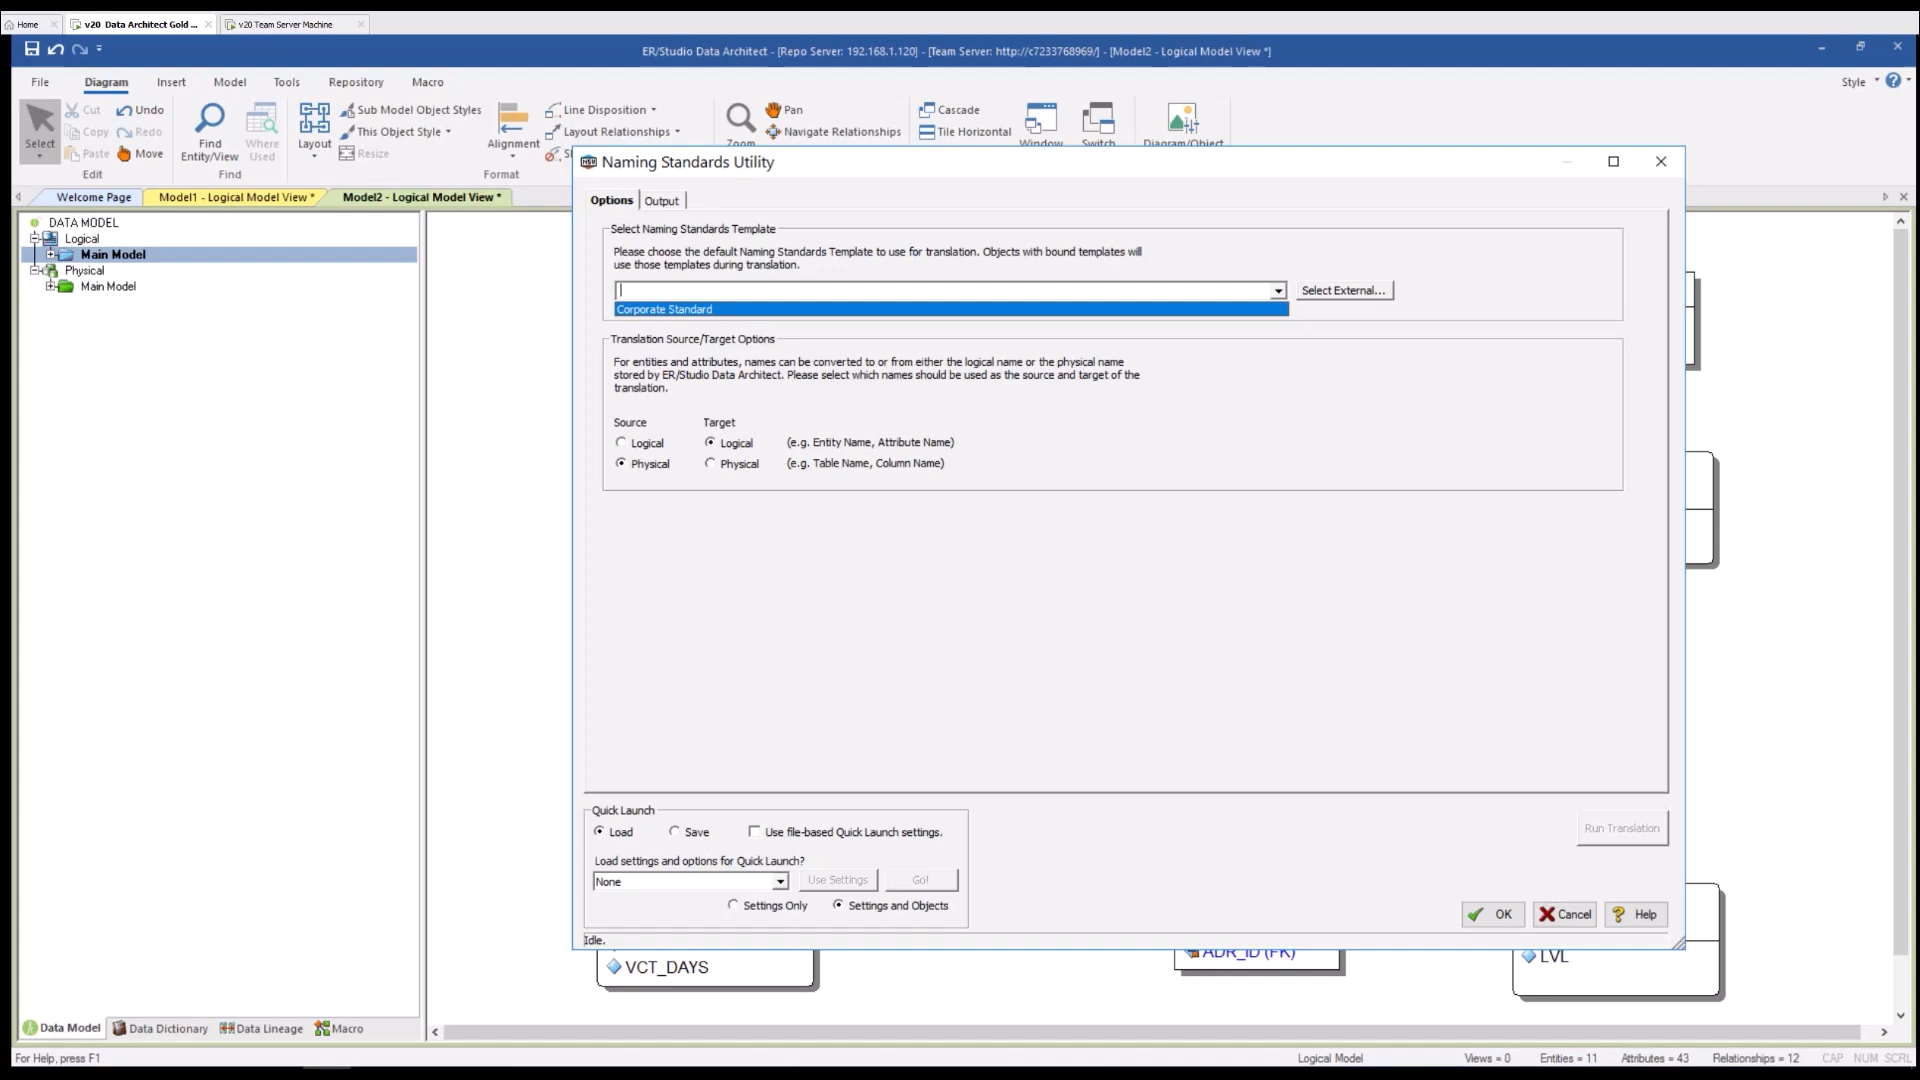 Home
v20 Data Architect Gold ...
v20 Team Server Machine
ER/Studio Data Architect - [Repo Server: 192.168.1.120] - [Team Server: http://c7233768969/] - [Model2 - Logical Model View *]
File
Diagram
Insert
Model
Tools
Repository
Macro
Style
Select
Cut
Copy
Paste
Undo
Redo
Move
Edit
Find Entity/View
Where Used
Find
Layout
Sub Model Object Styles
This Object Style
Resize
Alignment
Line Disposition
Layout Relationships
Format
Zoom
Pan
Navigate Relationships
Cascade
Tile Horizontal
Window
Switch
Diagram/Object
Welcome Page
Model1 - Logical Model View *
Model2 - Logical Model View *
DATA MODEL
Logical
Main Model
Physical
Main Model
Naming Standards Utility
Options
Output
Select Naming Standards Template
Please choose the default Naming Standards Template to use for translation. Objects with bound templates will
use those templates during translation.
Select External...
Corporate Standard
Translation Source/Target Options
For entities and attributes, names can be converted to or from either the logical name or the physical name
stored by ER/Studio Data Architect. Please select which names should be used as the source and target of the
translation.
Source
Target
Logical
Logical
(e.g. Entity Name, Attribute Name)
Physical
Physical
(e.g. Table Name, Column Name)
Quick Launch
Load
Save
Use file-based Quick Launch settings.
Load settings and options for Quick Launch?
None
Use Settings
Go!
Settings Only
Settings and Objects
Run Translation
OK
Cancel
Help
Idle.
VCT_DAYS
ADR_ID (FK)
LVL
Data Model
Data Dictionary
Data Lineage
Macro
For Help, press F1
Logical Model
Views = 0
Entities = 11
Attributes = 43
Relationships = 12
CAP
NUM
SCRL